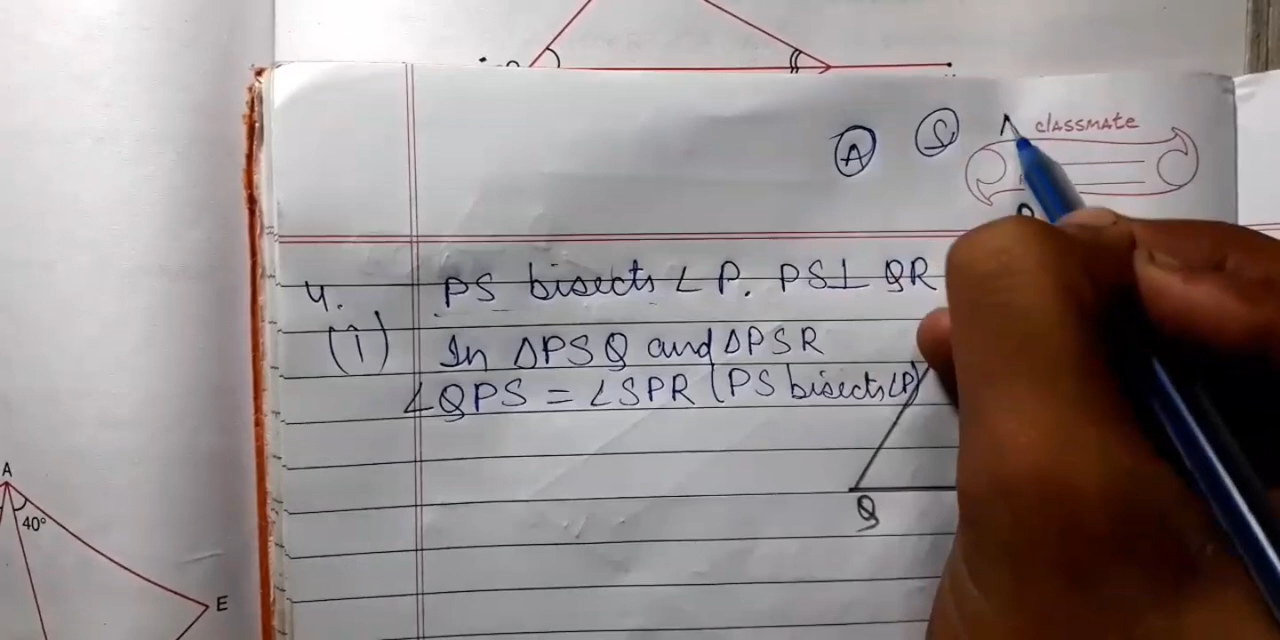 A S A classmate
4. PS bisects ∠P. PS⊥ QR
(i) In ΔPSQ and ΔPSR
∠QPS = ∠SPR (PS bisects ∠P)
Q
A
40°
E